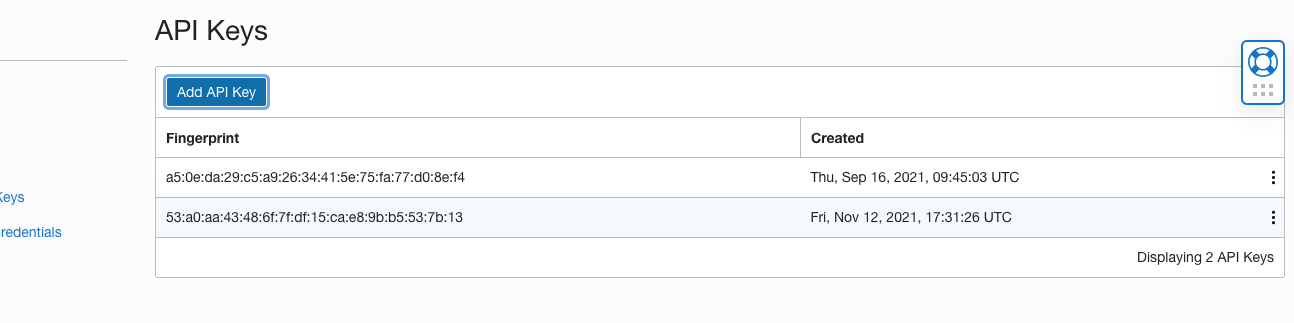 API Keys
Add API Key
Fingerprint Created
a5:0e:da:29:c5:a9:26:34:41:5e:75:fa:77:d0:8e:f4 Thu, Sep 16, 2021, 09:45:03 UTC
Keys
53:a0:aa:43:48:6f:7f:df:15:ca:e8:9b:b5:53:7b:13 Fri, Nov 12, 2021, 17:31:26 UTC
redentials
Displaying 2 API Keys